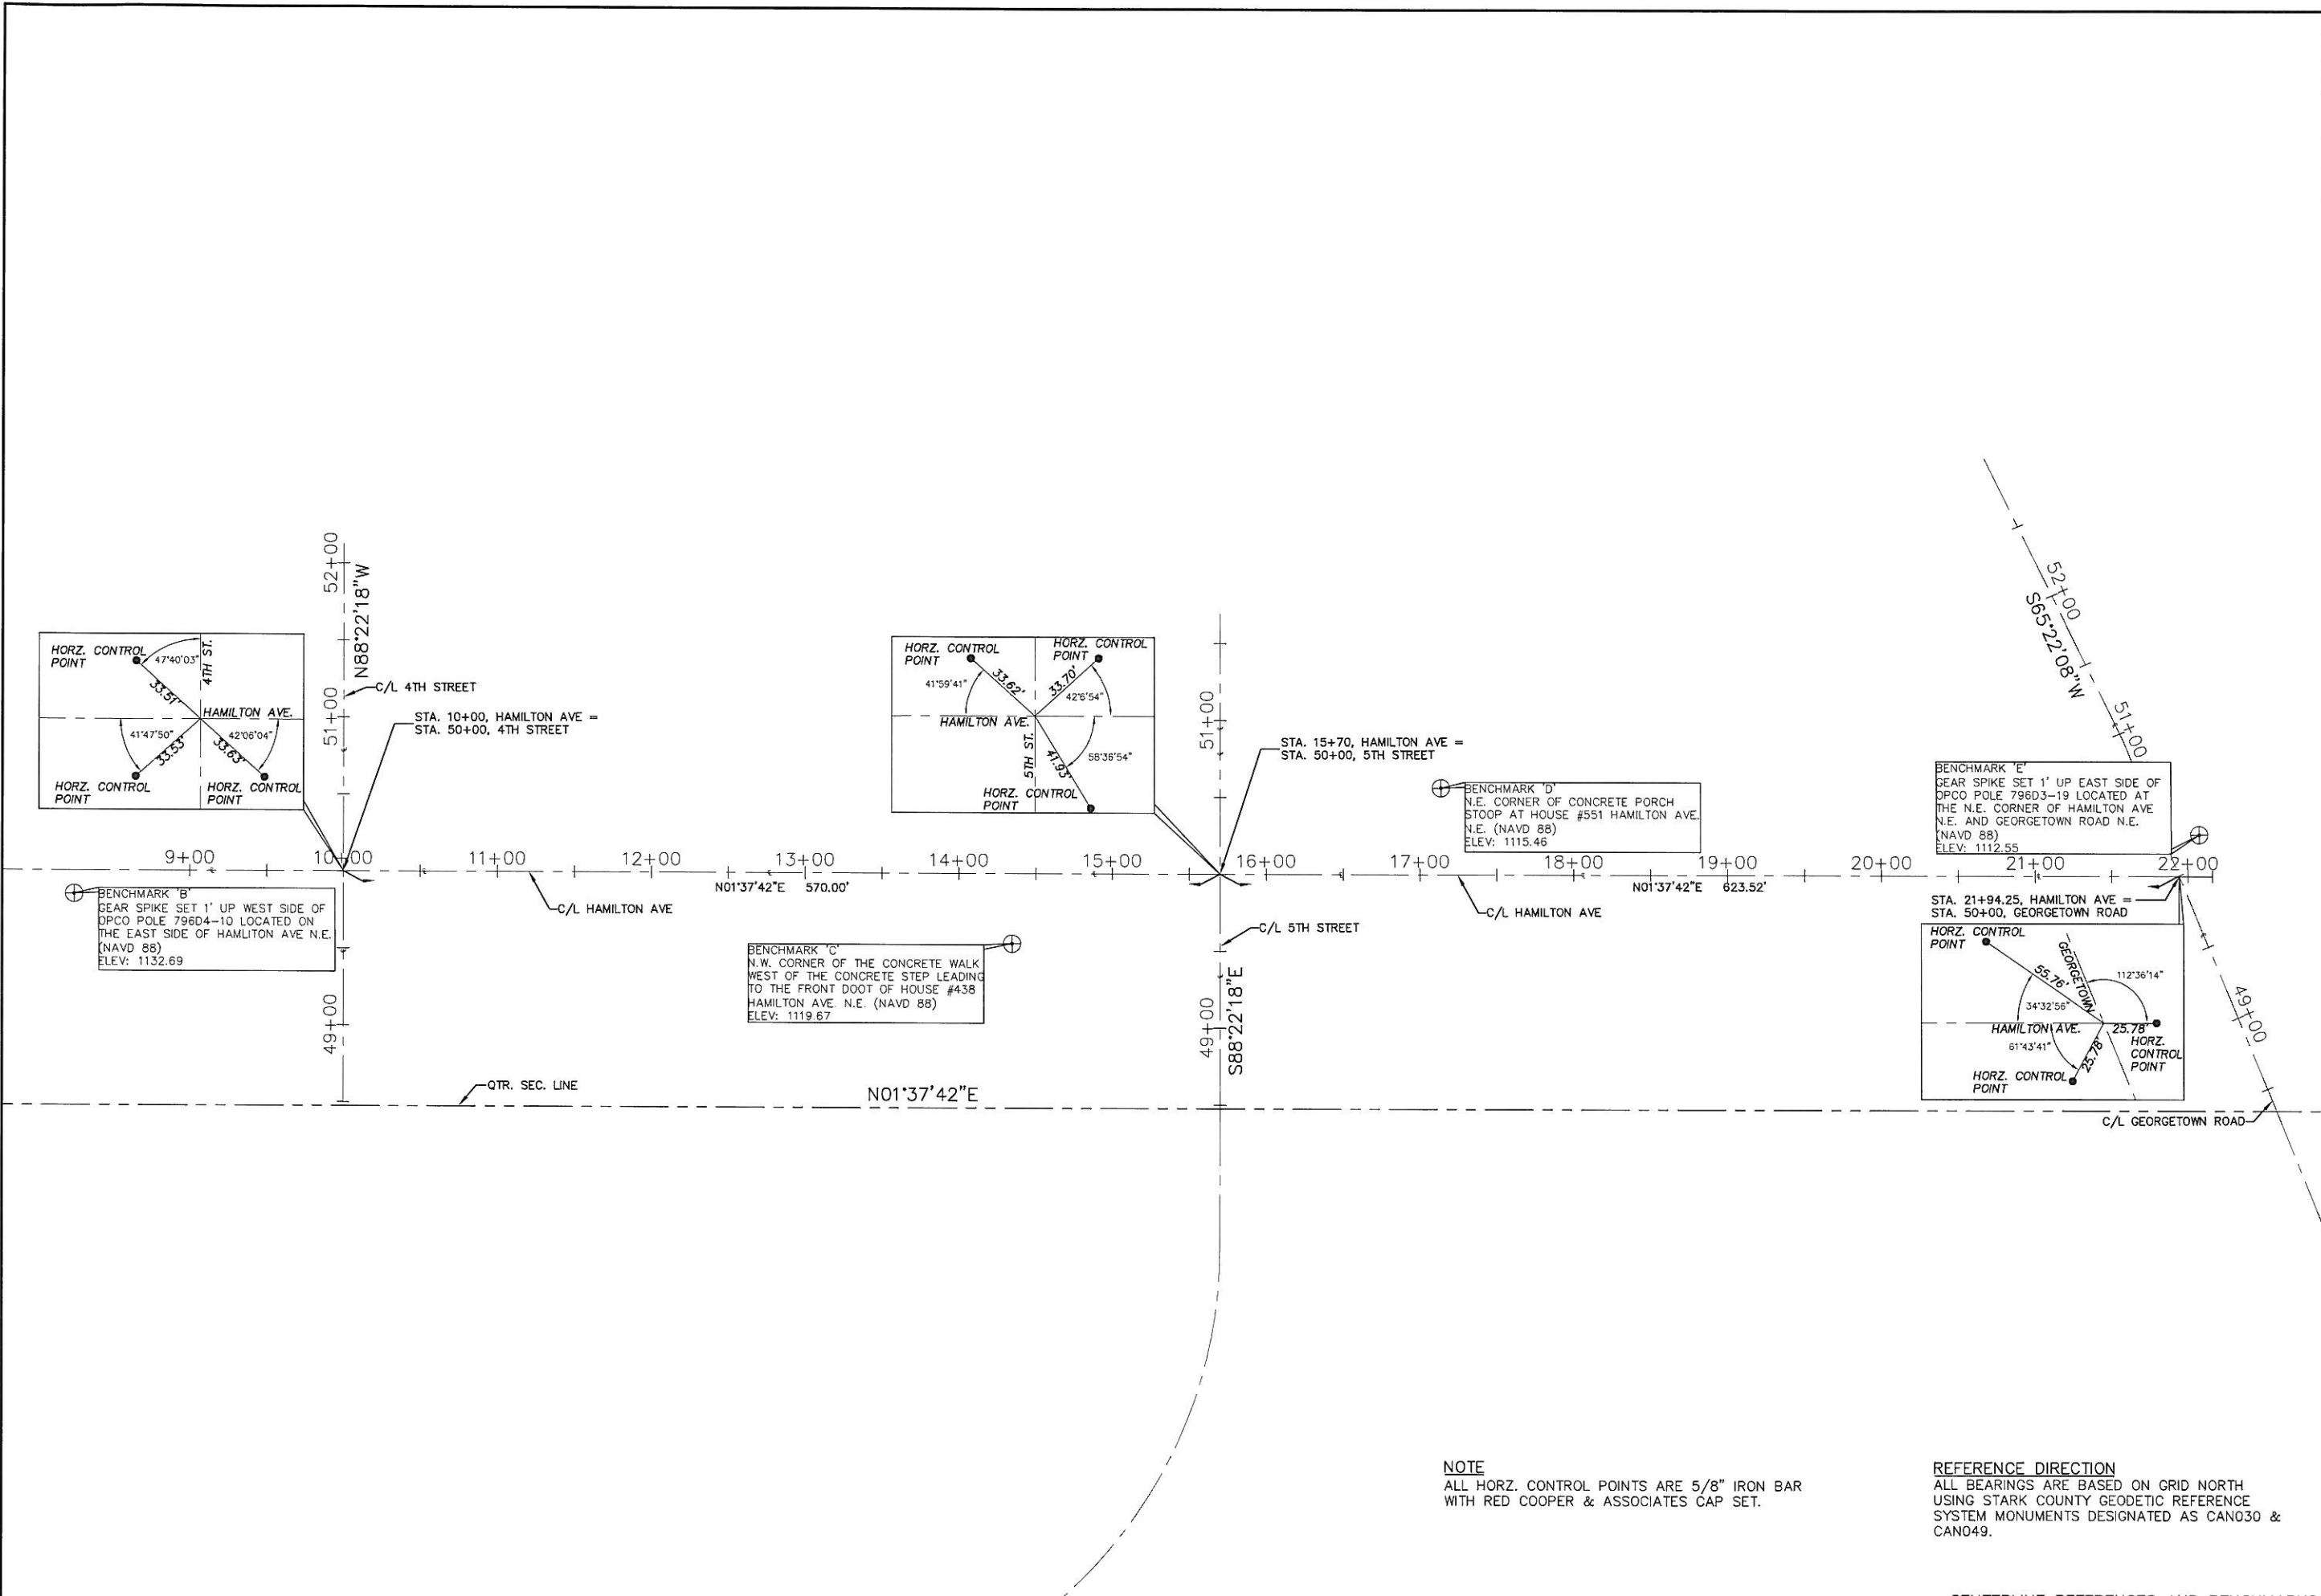 52+00
N88°22'18"W
51+00
C/L 4TH STREET
STA. 10+00, HAMILTON AVE =
STA. 50+00, 4TH STREET
HORZ. CONTROL
POINT
47°40'03"
4TH ST.
33.51'
HAMILTON AVE.
41°47'50"
33.53'
33.63'
42°06'04"
HORZ. CONTROL
POINT
HORZ. CONTROL
POINT
HORZ. CONTROL
POINT
HORZ. CONTROL
POINT
41°59'41"
33.62'
33.70'
42°6'54"
HAMILTON AVE.
5TH ST.
41.93'
58°36'54"
HORZ. CONTROL
POINT
51+00
STA. 15+70, HAMILTON AVE =
STA. 50+00, 5TH STREET
BENCHMARK 'D'
N.E. CORNER OF CONCRETE PORCH
STOOP AT HOUSE #551 HAMILTON AVE.
N.E. (NAVD 88)
ELEV: 1115.46
52+00
S65°22'08"W
51+00
BENCHMARK 'E'
GEAR SPIKE SET 1' UP EAST SIDE OF
OPCO POLE 796D3-19 LOCATED AT
THE N.E. CORNER OF HAMILTON AVE
N.E. AND GEORGETOWN ROAD N.E.
(NAVD 88)
ELEV: 1112.55
9+00
10+00
11+00
12+00
13+00
14+00
15+00
16+00
17+00
18+00
19+00
20+00
21+00
22+00
N01°37'42"E 570.00'
N01°37'42"E 623.52'
BENCHMARK 'B'
GEAR SPIKE SET 1' UP WEST SIDE OF
OPCO POLE 796D4-10 LOCATED ON
THE EAST SIDE OF HAMLITON AVE N.E.
(NAVD 88)
ELEV: 1132.69
C/L HAMILTON AVE
BENCHMARK 'C'
N.W. CORNER OF THE CONCRETE WALK
WEST OF THE CONCRETE STEP LEADING
TO THE FRONT DOOT OF HOUSE #438
HAMILTON AVE. N.E. (NAVD 88)
ELEV: 1119.67
C/L 5TH STREET
C/L HAMILTON AVE
STA. 21+94.25, HAMILTON AVE =
STA. 50+00, GEORGETOWN ROAD
HORZ. CONTROL
POINT
GEORGETOWN
55.76'
112°36'14"
34°32'56"
HAMILTON AVE.
25.78'
61°43'41"
25.78'
HORZ.
CONTROL
POINT
HORZ. CONTROL
POINT
49+00
49+00
49+00
S88°22'18"E
QTR. SEC. LINE
N01°37'42"E
C/L GEORGETOWN ROAD
NOTE
ALL HORZ. CONTROL POINTS ARE 5/8" IRON BAR
WITH RED COOPER & ASSOCIATES CAP SET.
REFERENCE DIRECTION
ALL BEARINGS ARE BASED ON GRID NORTH
USING STARK COUNTY GEODETIC REFERENCE
SYSTEM MONUMENTS DESIGNATED AS CAN030 &
CAN049.